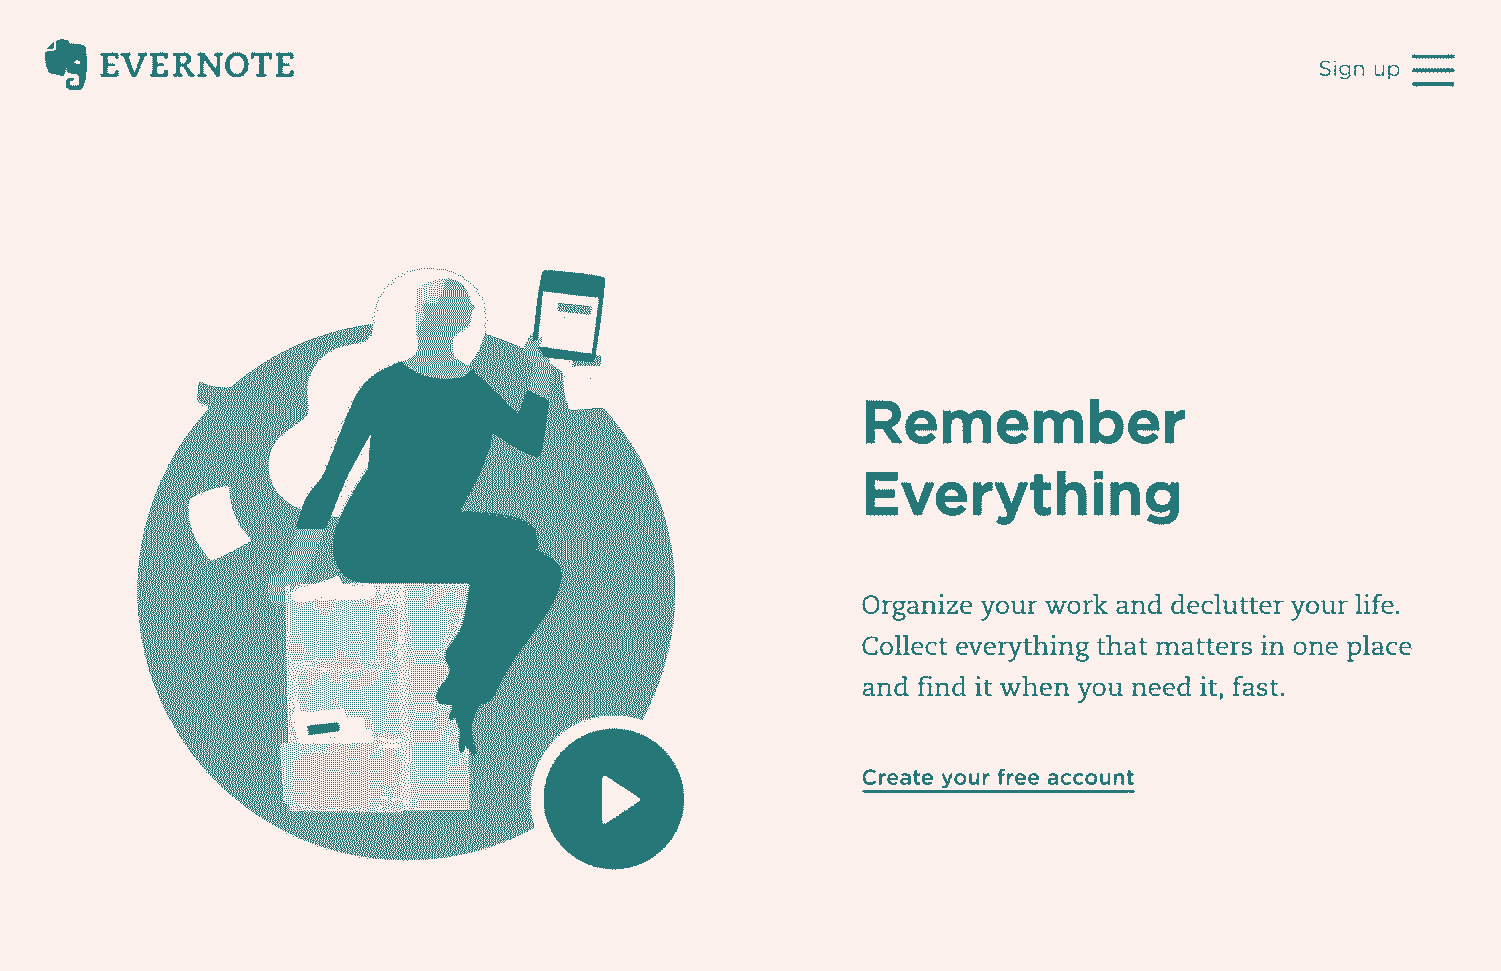 EVERNOTE
Sign up
Remember
Everything
Organize your work and declutter your life.
Collect everything that matters in one place
and find it when you need it, fast.
Create your free account